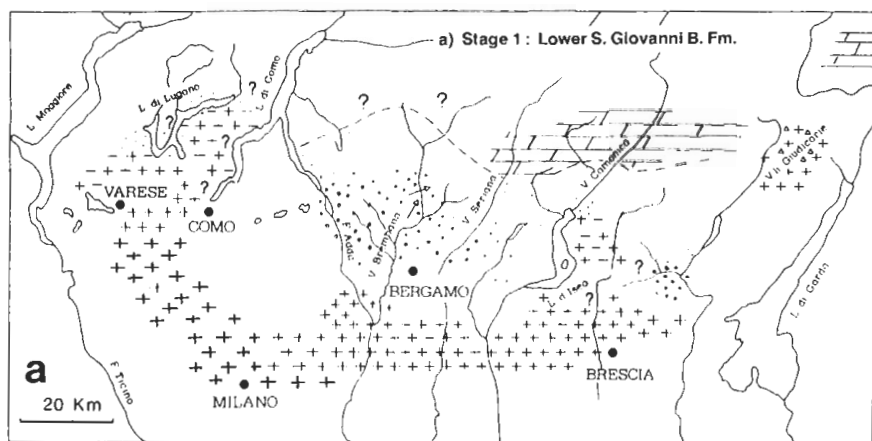 a) Stage 1 : Lower S. Giovanni B. Fm.
L. Maggiore
L. di Lugano
L. di Como
?
?
?
?
?
V. Camonica
V. Seriana
V. Brembana
F. Adda
V li Giudicarie
VARESE
COMO
BERGAMO
?
?
L. d'Iseo
L. di Garda
a
F. Ticino
MILANO
BRESCIA
20 Km